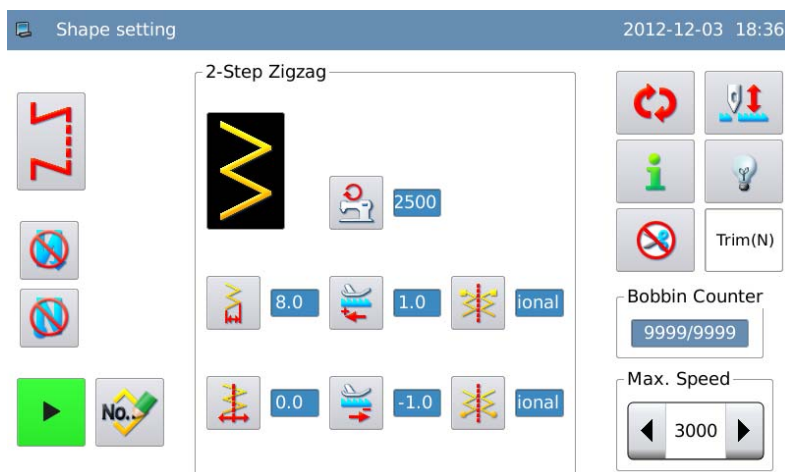 Shape setting
2012-12-03 18:36
2-Step Zigzag
2500
8.0
1.0
ional
0.0
-1.0
ional
No..
Trim(N)
Bobbin Counter
9999/9999
Max. Speed
3000